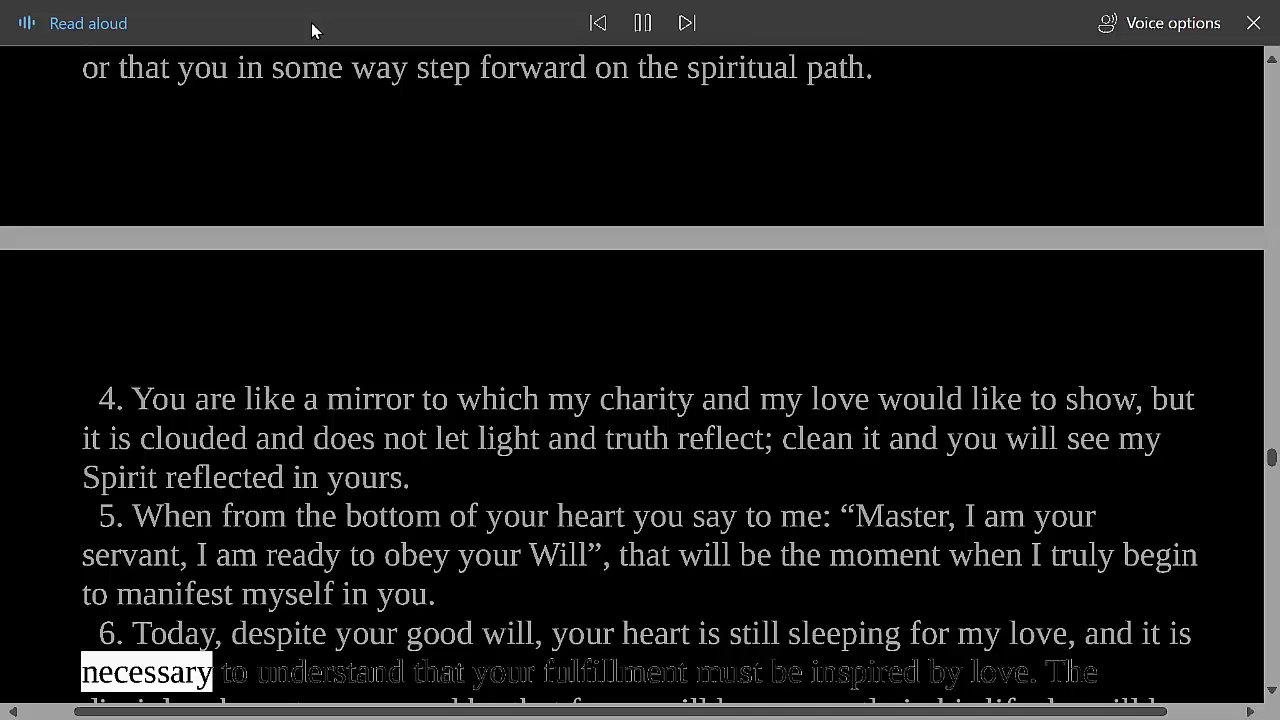 Read aloud
Voice options
or that you in some way step forward on the spiritual path.
4. You are like a mirror to which my charity and my love would like to show, but
it is clouded and does not let light and truth reflect; clean it and you will see my
Spirit reflected in yours.
5. When from the bottom of your heart you say to me: “Master, I am your
servant, I am ready to obey your Will”, that will be the moment when I truly begin
to manifest myself in you.
6. Today, despite your good will, your heart is still sleeping for my love, and it is
necessary to understand that your fulfillment must be inspired by love. The